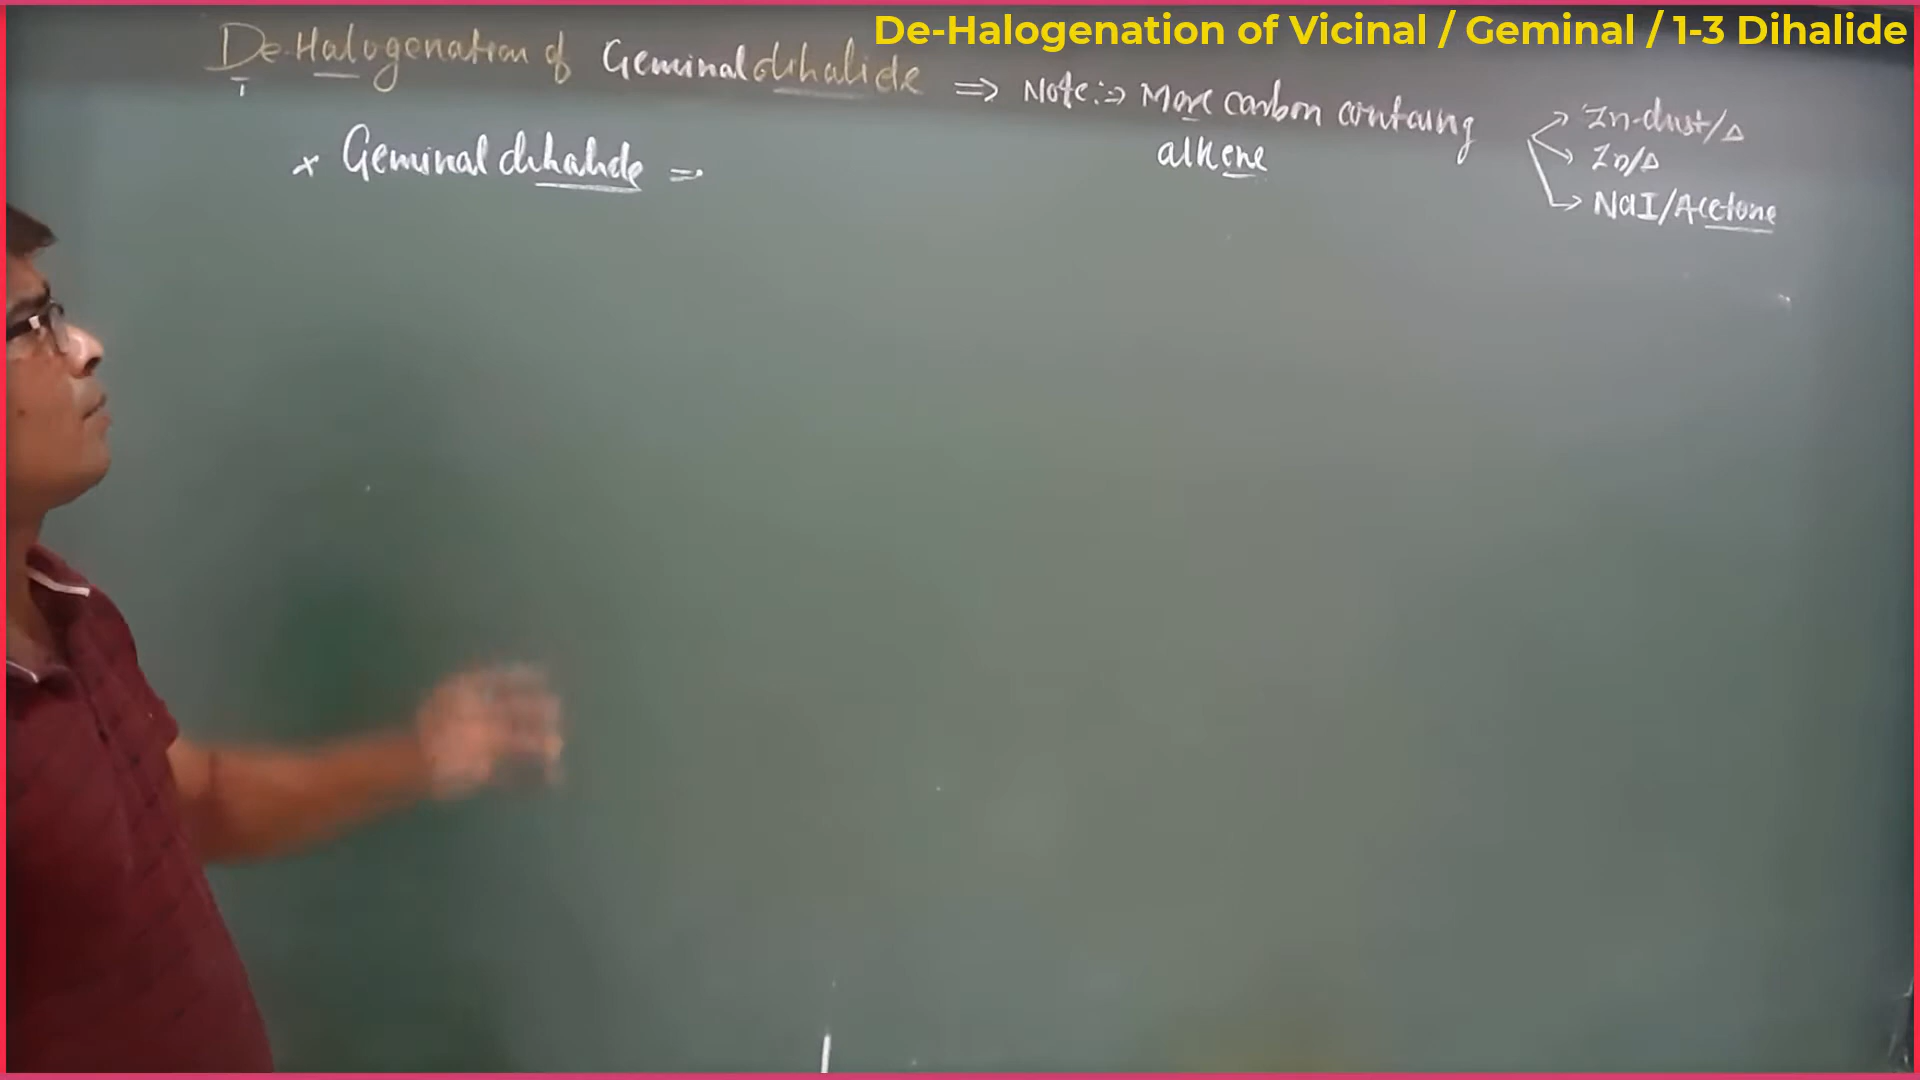 De-Halogenation of Vicinal / Geminal / 1-3 Dihalide
De-Halogenation of Geminal dihalide ⇒ Note:⇒ More carbon containg
alkene
Zn-dust/Δ
Zn/Δ
NaI/Acetone
× Geminal dihalide =